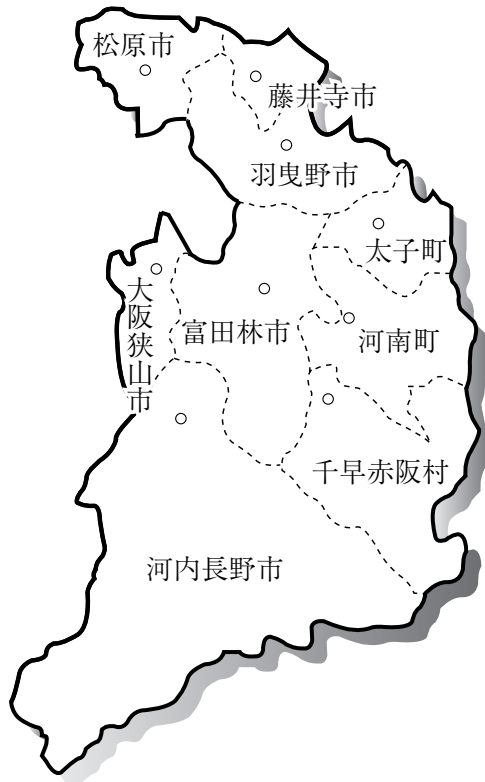 松原市
藤井寺市
羽曳野市
太子町
大阪狭山市
富田林市
河南町
千早赤阪村
河内長野市